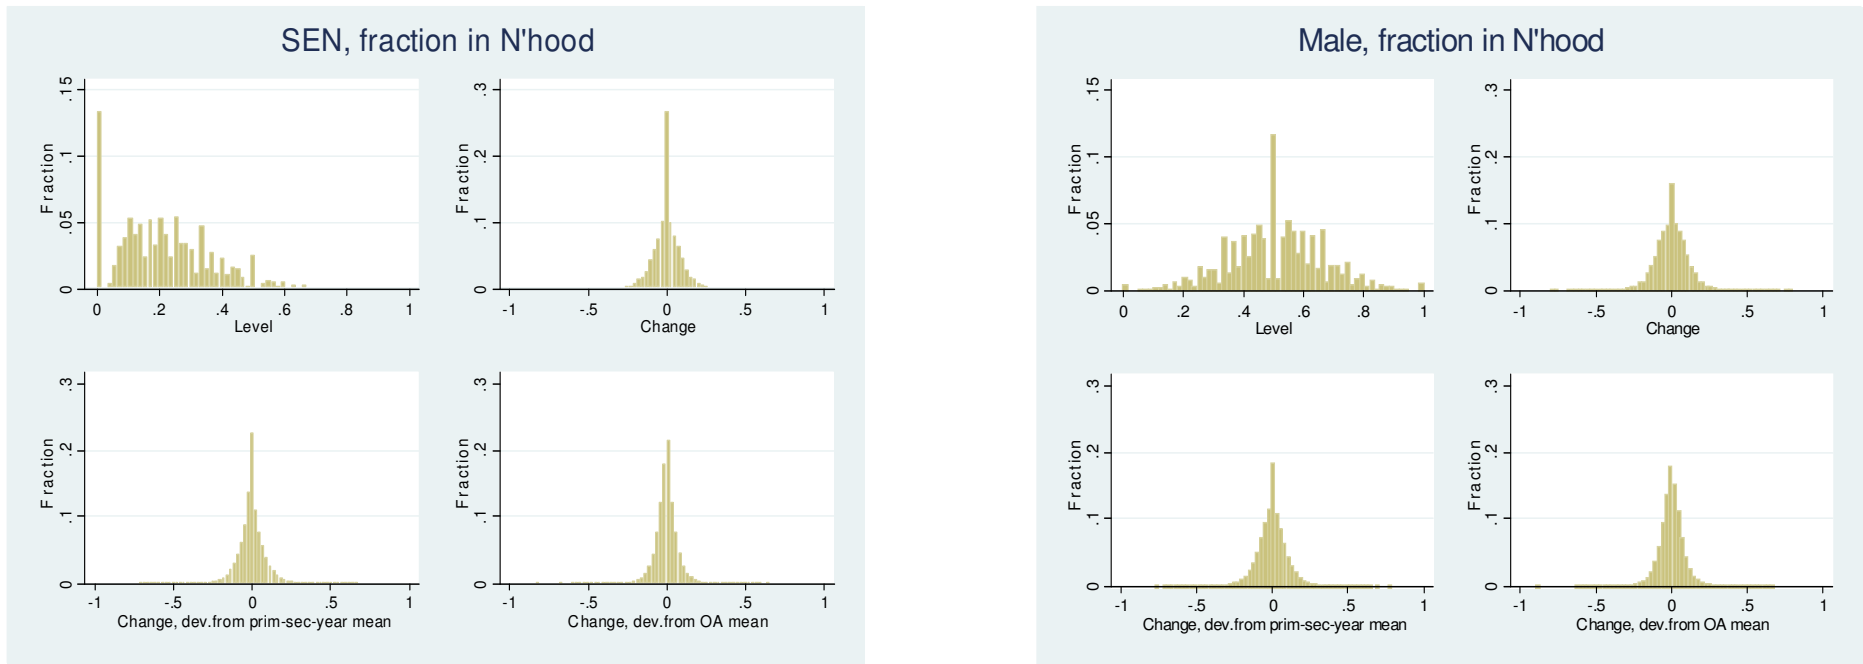 SEN, fraction in N'hood
Fraction
0 .05 .1 .15
0 .2 .4 .6 .8 1
Level
Fraction
0 .1 .2 .3
-1 -.5 0 .5 1
Change
Fraction
0 .1 .2 .3
-1 -.5 0 .5 1
Change, dev.from prim-sec-year mean
Fraction
0 .1 .2 .3
-1 -.5 0 .5 1
Change, dev.from OA mean
Male, fraction in N'hood
Fraction
0 .05 .1 .15
0 .2 .4 .6 .8 1
Level
Fraction
0 .1 .2 .3
-1 -.5 0 .5 1
Change
Fraction
0 .1 .2 .3
-1 -.5 0 .5 1
Change, dev.from prim-sec-year mean
Fraction
0 .1 .2 .3
-1 -.5 0 .5 1
Change, dev.from OA mean